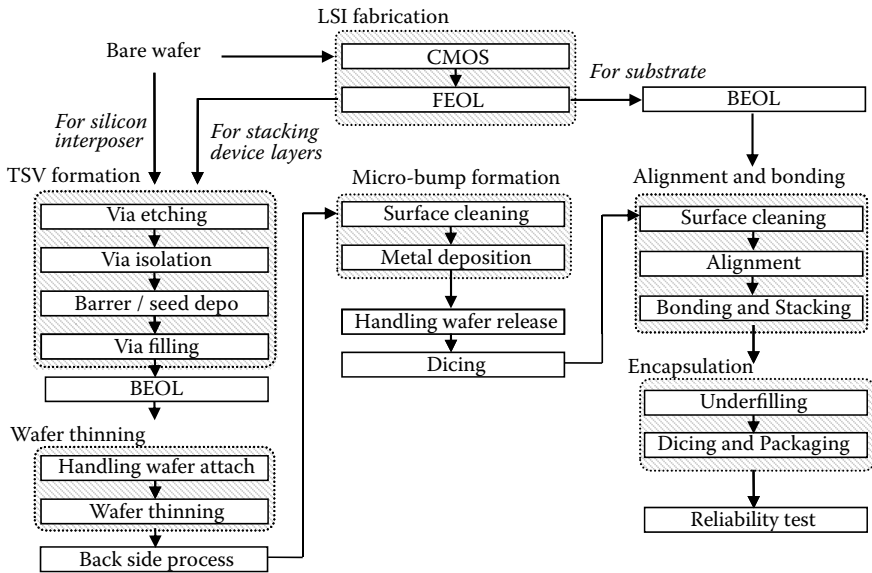 LSI fabrication
Bare wafer
CMOS
FEOL
For substrate
BEOL
For silicon
interposer
For stacking
device layers
TSV formation
Via etching
Via isolation
Barrer / seed depo
Via filling
BEOL
Wafer thinning
Handling wafer attach
Wafer thinning
Back side process
Micro-bump formation
Surface cleaning
Metal deposition
Handling wafer release
Dicing
Alignment and bonding
Surface cleaning
Alignment
Bonding and Stacking
Encapsulation
Underfilling
Dicing and Packaging
Reliability test